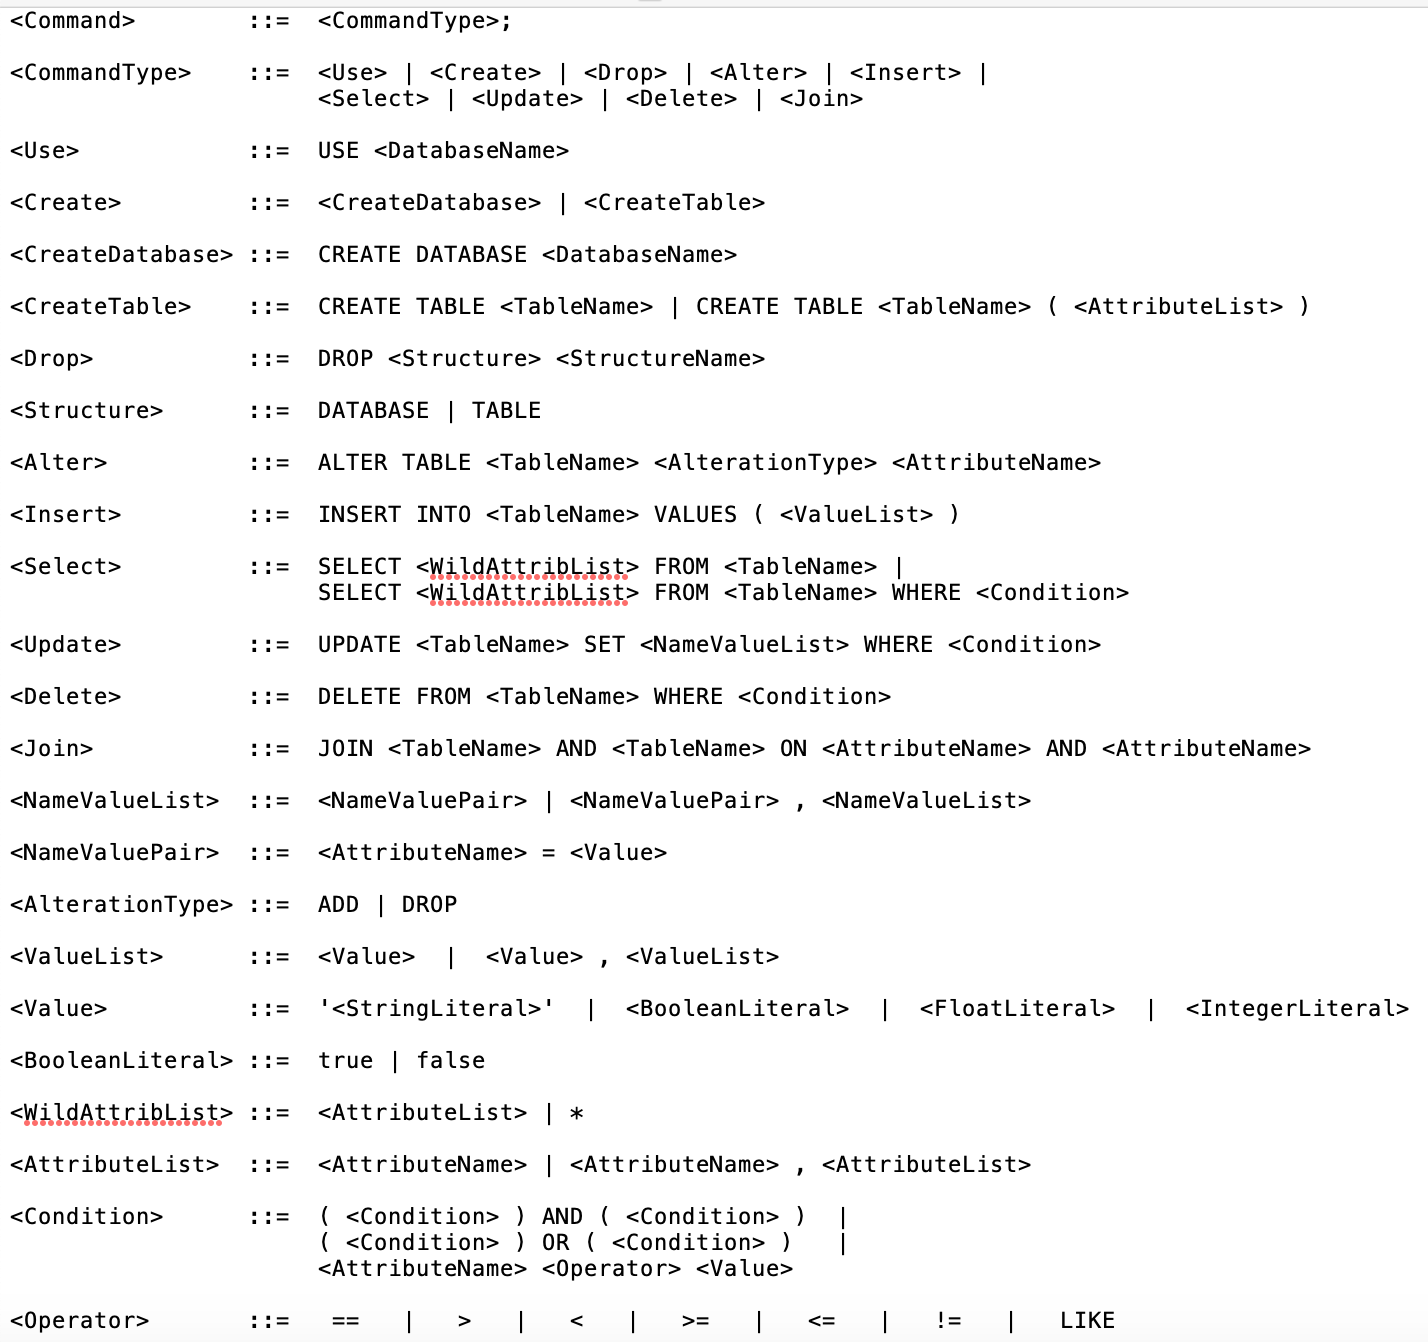 <Command>        ::=  <CommandType>;
<CommandType>    ::=  <Use> | <Create> | <Drop> | <Alter> | <Insert> |
                      <Select> | <Update> | <Delete> | <Join>
<Use>            ::=  USE <DatabaseName>
<Create>         ::=  <CreateDatabase> | <CreateTable>
<CreateDatabase> ::=  CREATE DATABASE <DatabaseName>
<CreateTable>    ::=  CREATE TABLE <TableName> | CREATE TABLE <TableName> ( <AttributeList> )
<Drop>           ::=  DROP <Structure> <StructureName>
<Structure>      ::=  DATABASE | TABLE
<Alter>          ::=  ALTER TABLE <TableName> <AlterationType> <AttributeName>
<Insert>         ::=  INSERT INTO <TableName> VALUES ( <ValueList> )
<Select>         ::=  SELECT <WildAttribList> FROM <TableName> |
                      SELECT <WildAttribList> FROM <TableName> WHERE <Condition>
<Update>         ::=  UPDATE <TableName> SET <NameValueList> WHERE <Condition>
<Delete>         ::=  DELETE FROM <TableName> WHERE <Condition>
<Join>           ::=  JOIN <TableName> AND <TableName> ON <AttributeName> AND <AttributeName>
<NameValueList>  ::=  <NameValuePair> | <NameValuePair> , <NameValueList>
<NameValuePair>  ::=  <AttributeName> = <Value>
<AlterationType> ::=  ADD | DROP
<ValueList>      ::=  <Value>  |  <Value> , <ValueList>
<Value>          ::=  '<StringLiteral>'  |  <BooleanLiteral>  |  <FloatLiteral>  |  <IntegerLiteral>
<BooleanLiteral> ::=  true | false
<WildAttribList> ::=  <AttributeList> | *
<AttributeList>  ::=  <AttributeName> | <AttributeName> , <AttributeList>
<Condition>      ::=  ( <Condition> ) AND ( <Condition> )  |
                      ( <Condition> ) OR ( <Condition> )   |
                      <AttributeName> <Operator> <Value>
<Operator>       ::=   ==   |   >   |   <   |   >=   |   <=   |   !=   |   LIKE